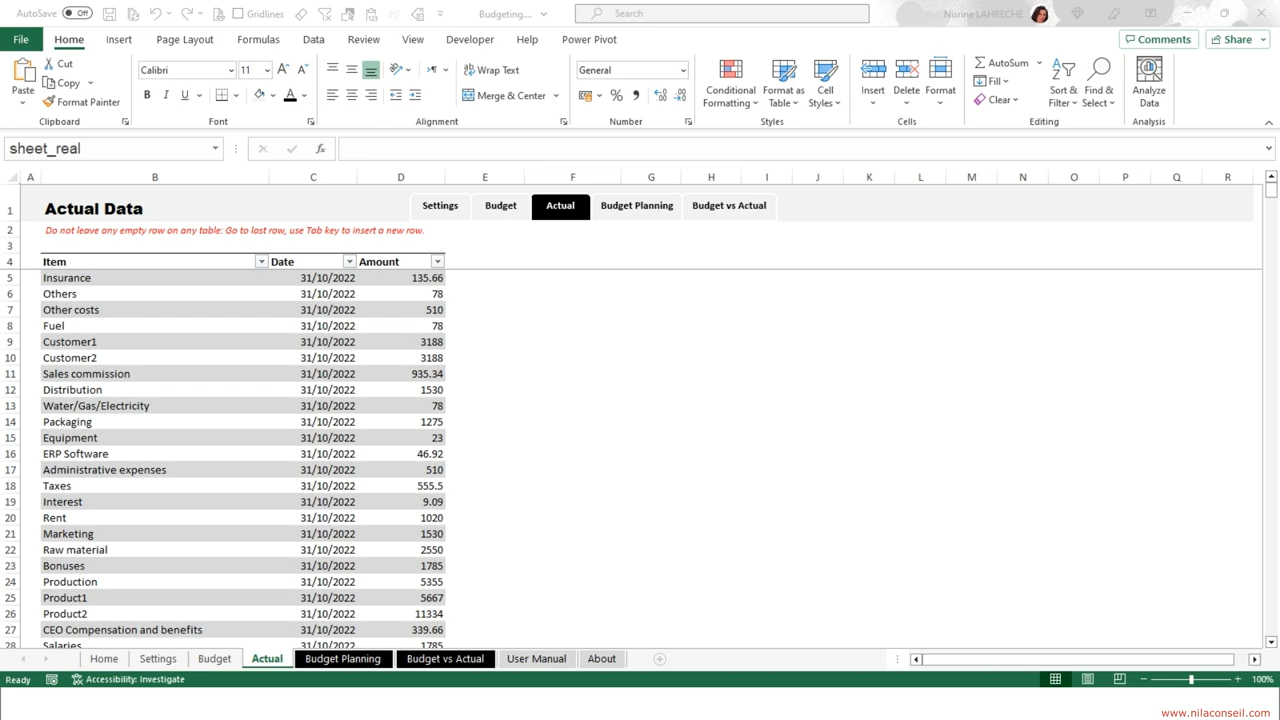 AutoSave Off Gridlines Budgeting.... Search Nisrine LAHRECHE
File Home Insert Page Layout Formulas Data Review View Developer Help Power Pivot Comments Share
Paste Cut Copy Format Painter Clipboard
Calibri 11 B I U A Font
Wrap Text Merge & Center Alignment
General % Number
Conditional Formatting Format as Table Cell Styles Styles
Insert Delete Format Cells
AutoSum Fill Clear Sort & Filter Find & Select Editing
Analyze Data Analysis
sheet_real fx
A B C D E F G H I J K L M N O P Q R
1 Actual Data Settings Budget Actual Budget Planning Budget vs Actual
2 Do not leave any empty row on any table: Go to last row, use Tab key to insert a new row.
3
4 Item Date Amount
5 Insurance 31/10/2022 135.66
6 Others 31/10/2022 78
7 Other costs 31/10/2022 510
8 Fuel 31/10/2022 78
9 Customer1 31/10/2022 3188
10 Customer2 31/10/2022 3188
11 Sales commission 31/10/2022 935.34
12 Distribution 31/10/2022 1530
13 Water/Gas/Electricity 31/10/2022 78
14 Packaging 31/10/2022 1275
15 Equipment 31/10/2022 23
16 ERP Software 31/10/2022 46.92
17 Administrative expenses 31/10/2022 510
18 Taxes 31/10/2022 555.5
19 Interest 31/10/2022 9.09
20 Rent 31/10/2022 1020
21 Marketing 31/10/2022 1530
22 Raw material 31/10/2022 2550
23 Bonuses 31/10/2022 1785
24 Production 31/10/2022 5355
25 Product1 31/10/2022 5667
26 Product2 31/10/2022 11334
27 CEO Compensation and benefits 31/10/2022 339.66
28 Salaries 31/10/2022 1785
Home Settings Budget Actual Budget Planning Budget vs Actual User Manual About
Ready Accessibility: Investigate 100%
www.nilaconseil.com